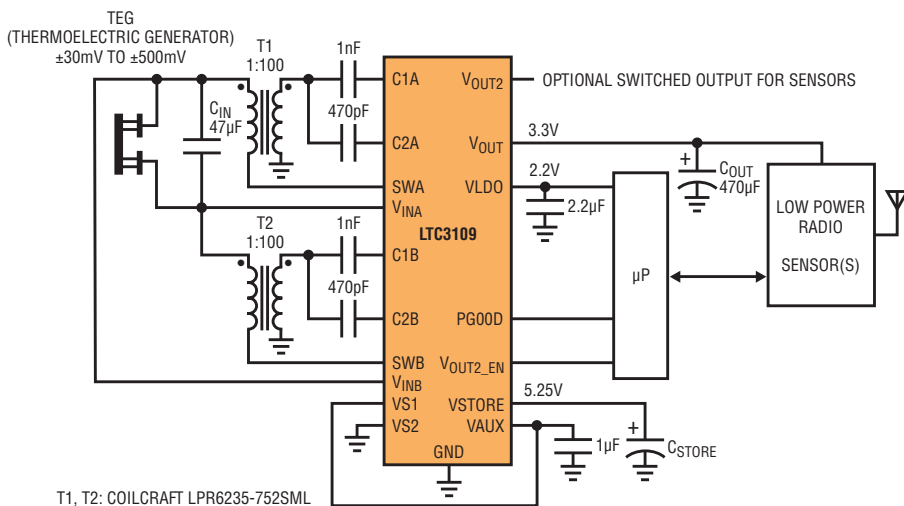 TEG
(THERMOELECTRIC GENERATOR)
±30mV TO ±500mV
T1
1:100
1nF
CIN
47µF
470pF
C1A
C2A
SWA
VINA
LTC3109
T2
1:100
1nF
470pF
C1B
C2B
SWB
VINB
VS1
VS2
GND
VOUT2
OPTIONAL SWITCHED OUTPUT FOR SENSORS
VOUT
3.3V
VLDO
2.2V
2.2µF
PG00D
VOUT2_EN
VSTORE
5.25V
VAUX
1µF
+
CSTORE
µP
+
COUT
470µF
LOW POWER
RADIO
SENSOR(S)
T1, T2: COILCRAFT LPR6235-752SML